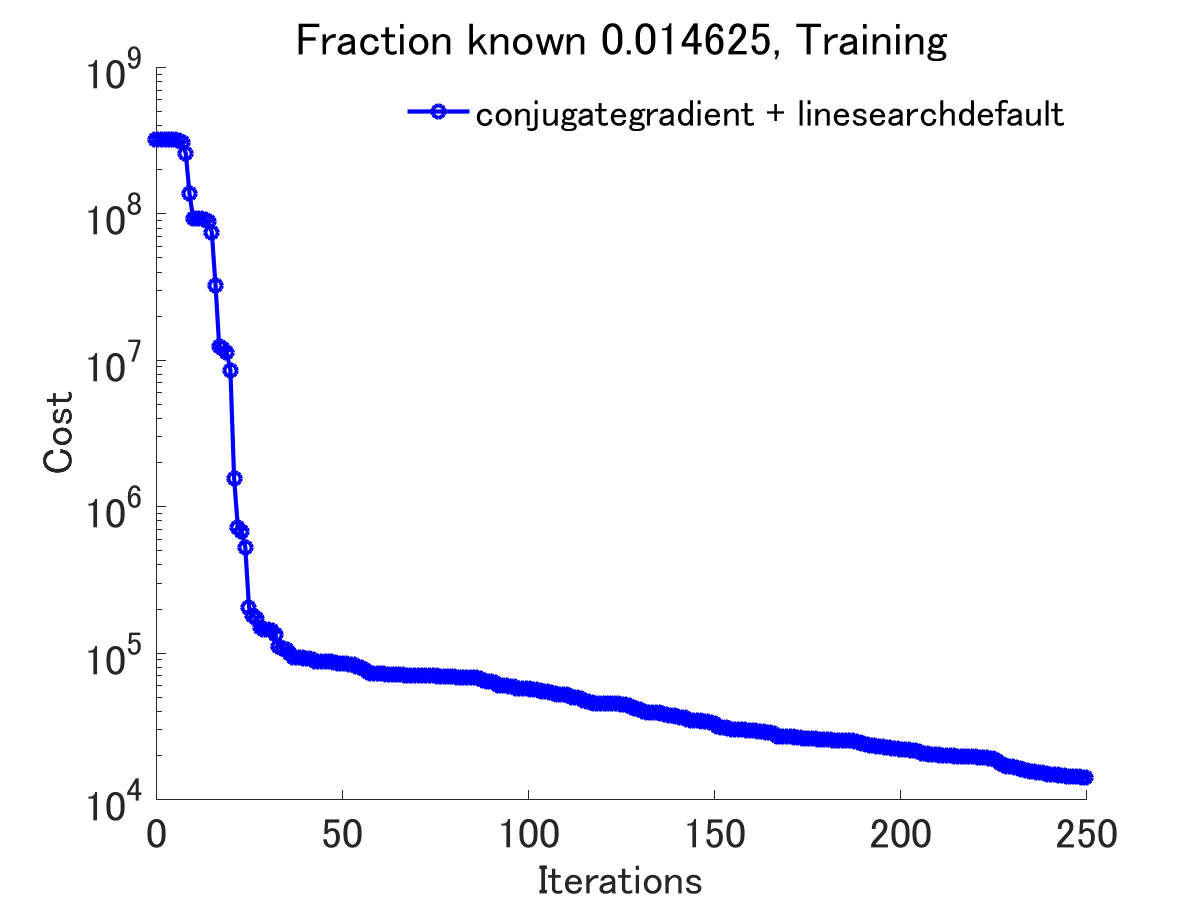 Fraction known 0.014625, Training
conjugategradient + linesearchdefault
10^9
10^8
10^7
10^6
10^5
10^4
Cost
0 50 100 150 200 250
Iterations